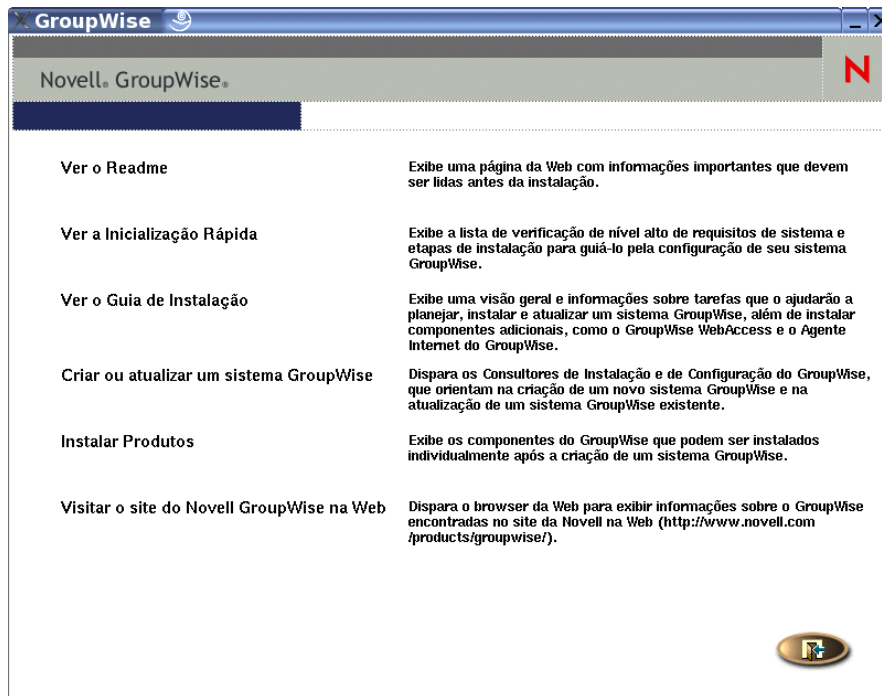 GroupWise
Novell® GroupWise®
N
Ver o Readme
Exibe uma página da Web com informações importantes que devem
ser lidas antes da instalação.
Ver a Inicialização Rápida
Exibe a lista de verificação de nível alto de requisitos de sistema e
etapas de instalação para guiá-lo pela configuração de seu sistema
GroupWise.
Ver o Guia de Instalação
Exibe uma visão geral e informações sobre tarefas que o ajudarão a
planejar, instalar e atualizar um sistema GroupWise, além de instalar
componentes adicionais, como o GroupWise WebAccess e o Agente
Internet do GroupWise.
Criar ou atualizar um sistema GroupWise
Dispara os Consultores de Instalação e de Configuração do GroupWise,
que orientam na criação de um novo sistema GroupWise e na
atualização de um sistema GroupWise existente.
Instalar Produtos
Exibe os componentes do GroupWise que podem ser instalados
individualmente após a criação de um sistema GroupWise.
Visitar o site do Novell GroupWise na Web
Dispara o browser da Web para exibir informações sobre o GroupWise
encontradas no site da Novell na Web (http://www.novell.com
/products/groupwise/).